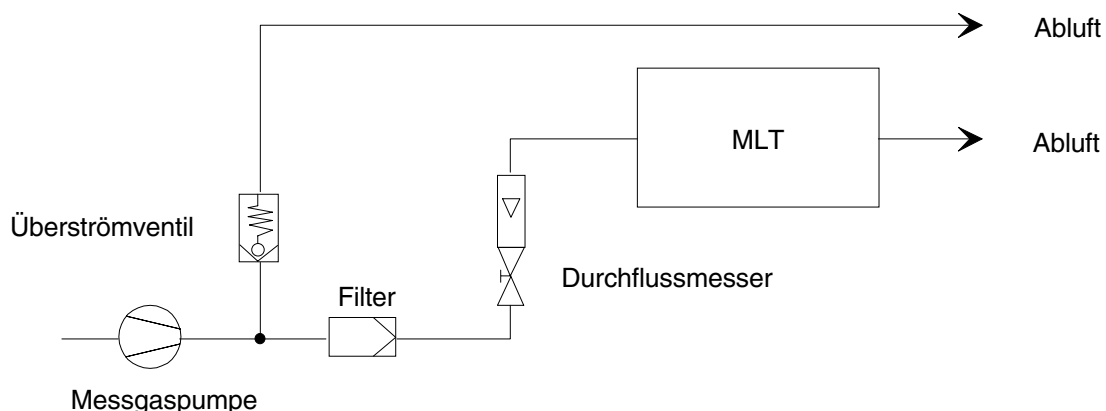 Abluft
MLT
Abluft
Überströmventil
Durchflussmesser
Filter
Messgaspumpe